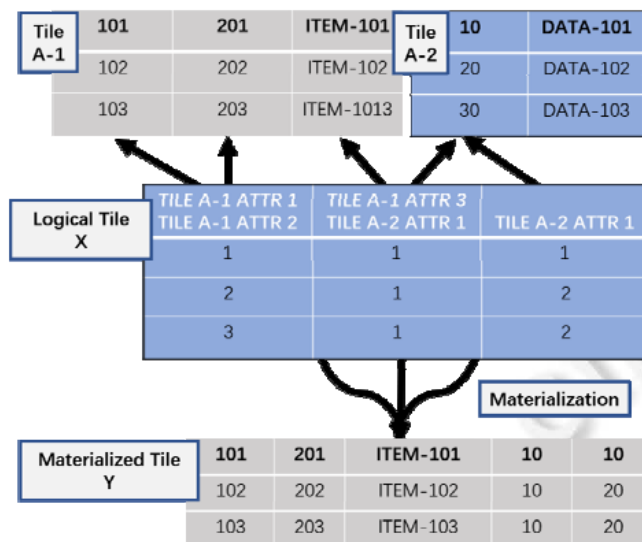 Tile A-1
101 201 ITEM-101
102 202 ITEM-102
103 203 ITEM-1013
Tile A-2
10 DATA-101
20 DATA-102
30 DATA-103
Logical Tile X
TILE A-1 ATTR 1 TILE A-1 ATTR 3
TILE A-1 ATTR 2 TILE A-2 ATTR 1 TILE A-2 ATTR 1
1 1 1
2 1 2
3 1 2
Materialization
Materialized Tile Y
101 201 ITEM-101 10 10
102 202 ITEM-102 10 20
103 203 ITEM-103 10 20